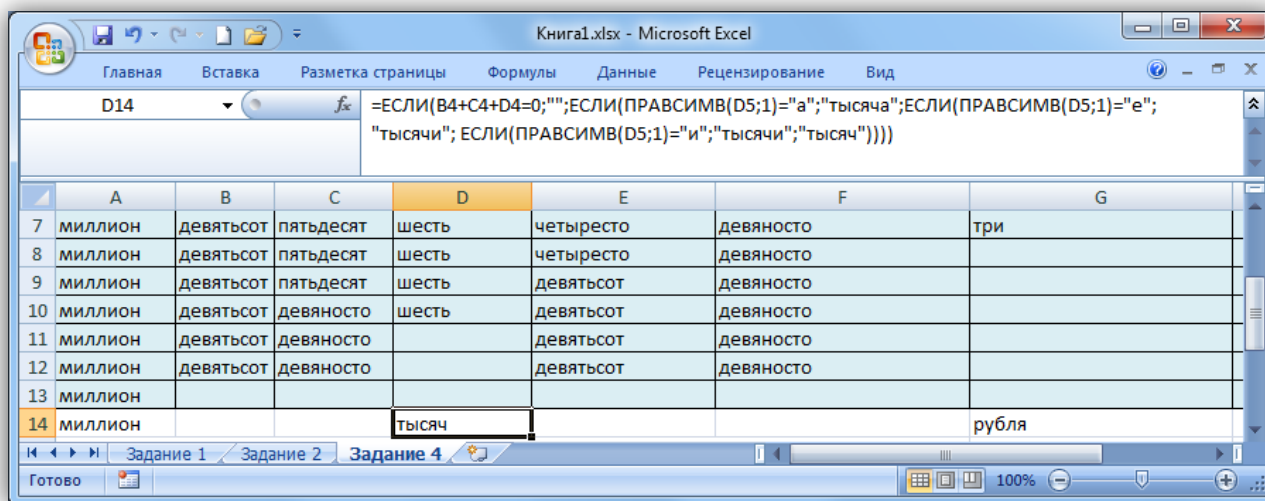 Книга1.xlsx - Microsoft Excel
Главная Вставка Разметка страницы Формулы Данные Рецензирование Вид
D14 fx =ЕСЛИ(B4+C4+D4=0;"";ЕСЛИ(ПРАВСИМВ(D5;1)="а";"тысяча";ЕСЛИ(ПРАВСИМВ(D5;1)="е";
"тысячи"; ЕСЛИ(ПРАВСИМВ(D5;1)="и";"тысячи";"тысяч"))))
A B C D E F G
7 миллион девятьсот пятьдесят шесть четыресто девяносто три
8 миллион девятьсот пятьдесят шесть четыресто девяносто
9 миллион девятьсот пятьдесят шесть девятьсот девяносто
10 миллион девятьсот девяносто шесть девятьсот девяносто
11 миллион девятьсот девяносто девятьсот девяносто
12 миллион девятьсот девяносто девятьсот девяносто
13 миллион
14 миллион тысяч рубля
Задание 1 Задание 2 Задание 4
Готово 100%